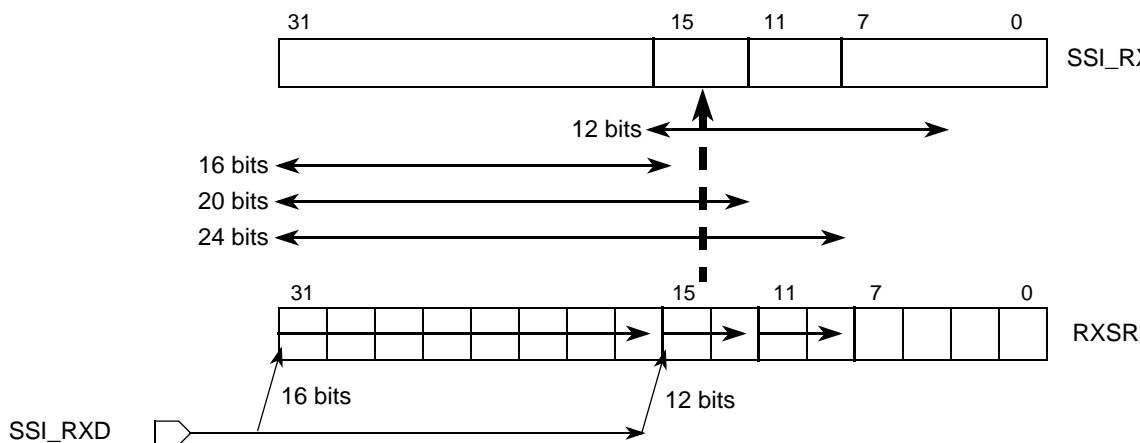 31 15 11 7 0
SSI_RX
12 bits
16 bits
20 bits
24 bits
31 15 11 7 0
RXSR
16 bits 12 bits
SSI_RXD